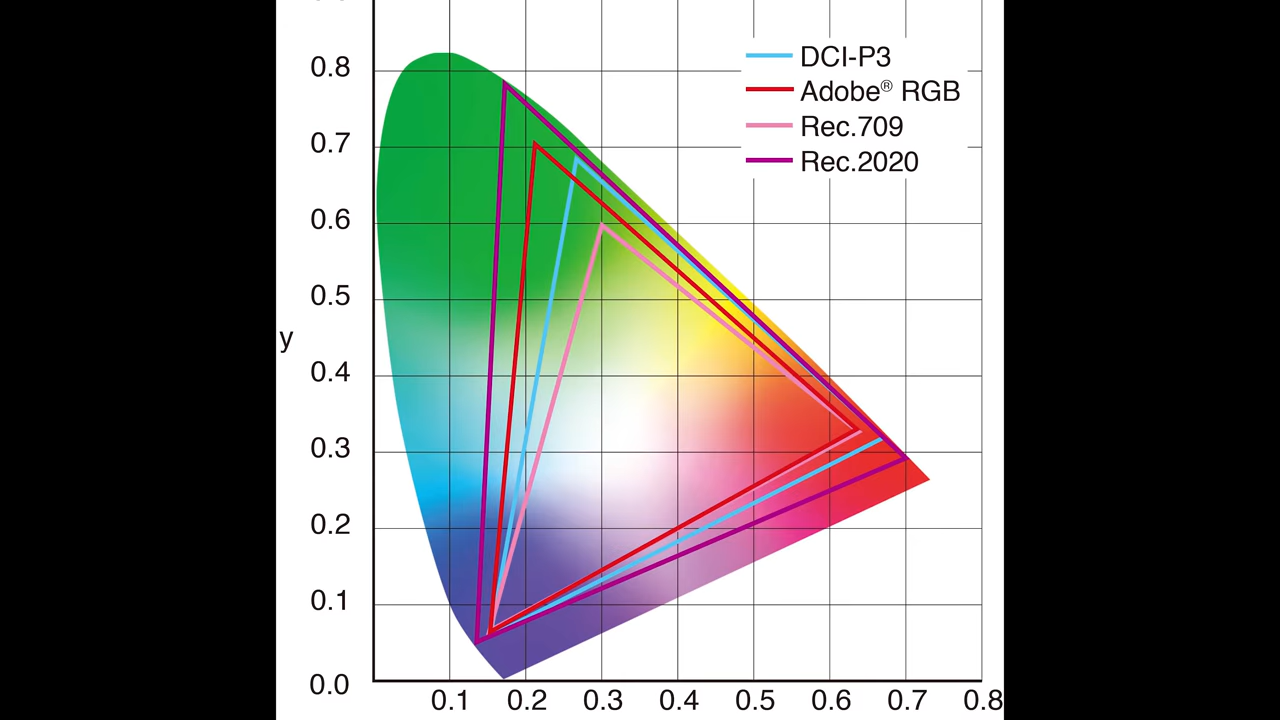 DCI-P3
Adobe® RGB
Rec.709
Rec.2020
0.8
0.7
0.6
0.5
y
0.4
0.3
0.2
0.1
0.0
0.1 0.2 0.3 0.4 0.5 0.6 0.7 0.8